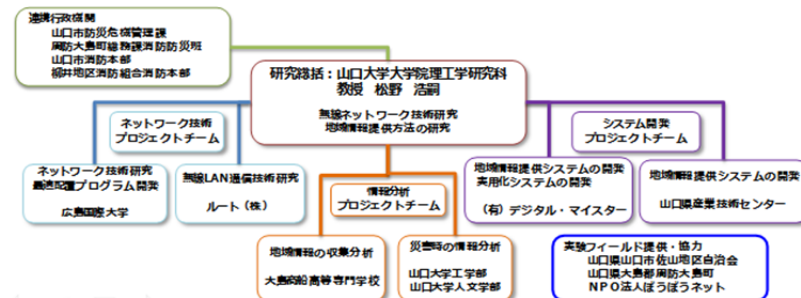 連携行政機関
山口市防災危機管理課
周防大島町総務課消防防災班
山口市消防本部
柳井地区消防組合消防本部
研究総括：山口大学大学院理工学研究科
教授　松野　浩嗣
無線ネットワーク技術研究
地域情報提供方法の研究
ネットワーク技術
プロジェクトチーム
システム開発
プロジェクトチーム
ネットワーク技術研究
最適配置プログラム開発
広島国際大学
無線LAN通信技術研究
ルート（株）
情報分析
プロジェクトチーム
地域情報提供システムの開発
実用化システムの開発
（有）デジタル・マイスター
地域情報提供システムの開発
山口県産業技術センター
地域情報の収集分析
大島商船高等専門学校
災害時の情報分析
山口大学工学部
山口大学人文学部
実験フィールド提供・協力
山口県山口市佐山地区自治会
山口県大島郡周防大島町
NPO法人ぼうぼうネット